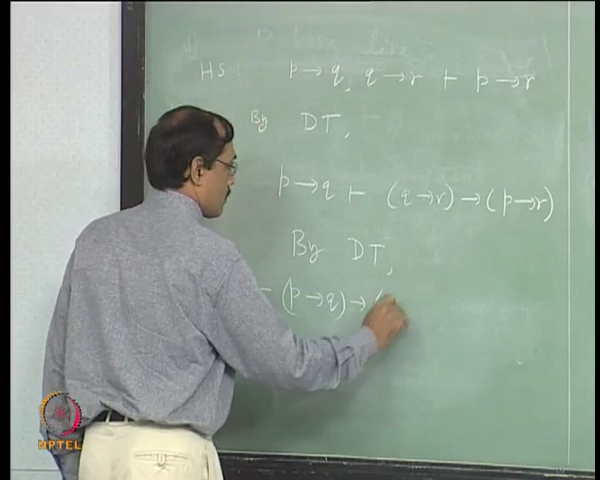 HS: p → q, q → r ⊢ p → r
By DT,
p → q ⊢ (q → r) → (p → r)
By DT,
⊢ (p → q) → (
NPTEL